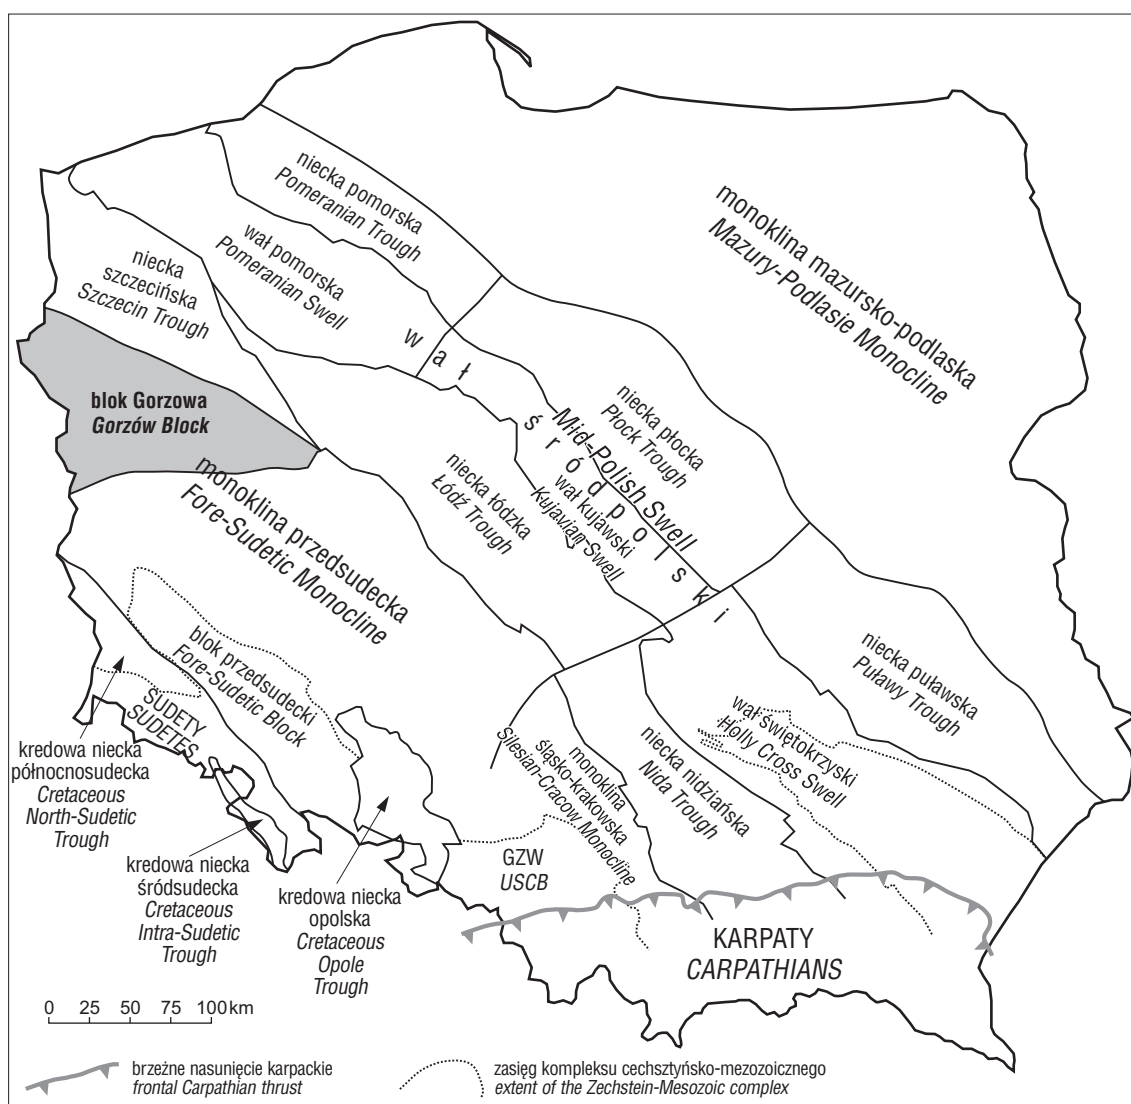 niecka pomorska
Pomeranian Trough
wał pomorska
Pomeranian Swell
niecka
szczecińska
Szczecin Trough
monoklina mazursko-podlaska
Mazury-Podlasie Monocline
blok Gorzowa
Gorzów Block
wał śródpolski
Mid-Polish Swell
niecka płocka
Płock Trough
niecka łódzka
Łódź Trough
wał kujawski
Kujavian-Swell
monoklina przedsudecka
Fore-Sudetic Monocline
blok przedsudecki
Fore-Sudetic Block
niecka puławska
Puławy Trough
wał świętokrzyski
Holly Cross Swell
niecka nidziańska
Nida Trough
monoklina
śląsko-krakowska
Silesian-Cracow Monocline
SUDETY
SUDETES
kredowa niecka
północnosudecka
Cretaceous
North-Sudetic
Trough
kredowa niecka
śródsudecka
Cretaceous
Intra-Sudetic
Trough
kredowa niecka
opolska
Cretaceous
Opole
Trough
GZW
USCB
KARPATY
CARPATHIANS
0 25 50 75 100 km
brzeżne nasunięcie karpackie
frontal Carpathian thrust
zasięg kompleksu cechsztyńsko-mezozoicznego
extent of the Zechstein-Mesozoic complex